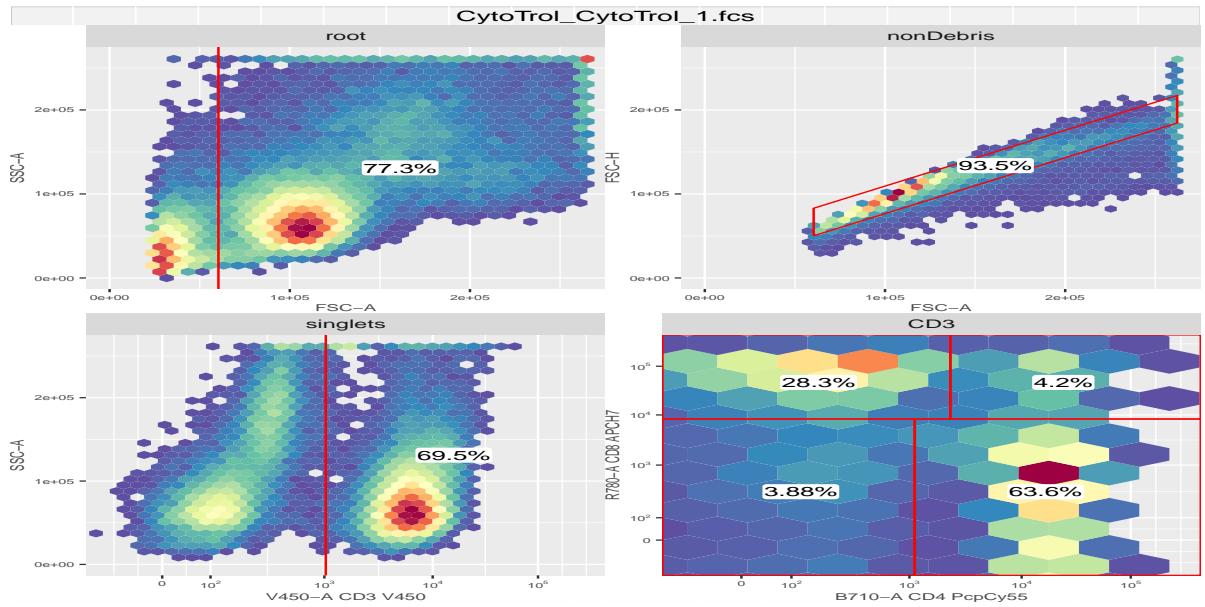 CytoTrol_CytoTrol_1.fcs
root
nonDebris
2e+05
1e+05
0e+00
SSC-A
77.3%
0e+00 1e+05 2e+05
FSC-A
2e+05
1e+05
0e+00
FSC-H
93.5%
0e+00 1e+05 2e+05
FSC-A
singlets
CD3
2e+05
1e+05
0e+00
SSC-A
69.5%
0 10² 10³ 10⁴ 10⁵
V450-A CD3 V450
10⁵
10⁴
10³
10²
0
R780-A CD8 APCH7
28.3% 4.2%
3.88% 63.6%
0 10² 10³ 10⁴ 10⁵
B710-A CD4 PcpCy55